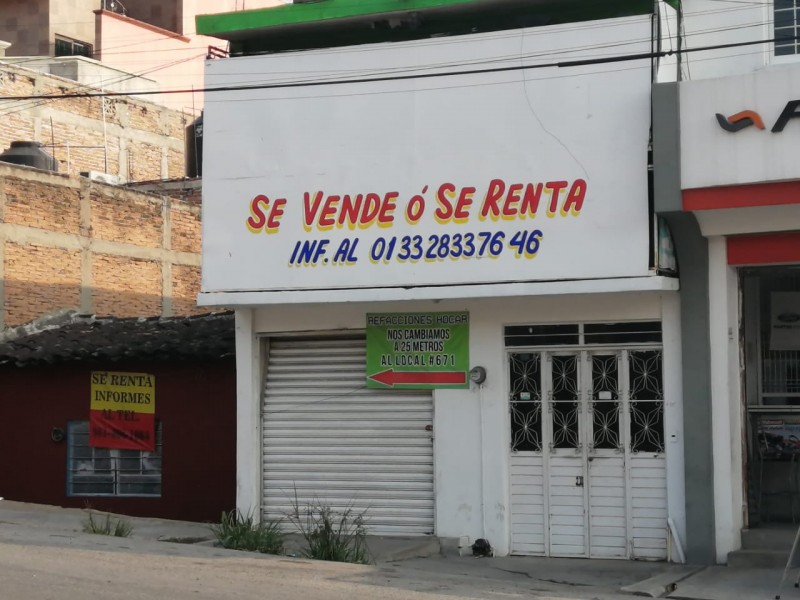 SE VENDE ó SE RENTA
INF. AL 01 33 2833 76 46
REFACCIONES HOCAR
NOS CAMBIAMOS
A 25 METROS
AL LOCAL #671
SE RENTA
INFORMES
AL TEL.